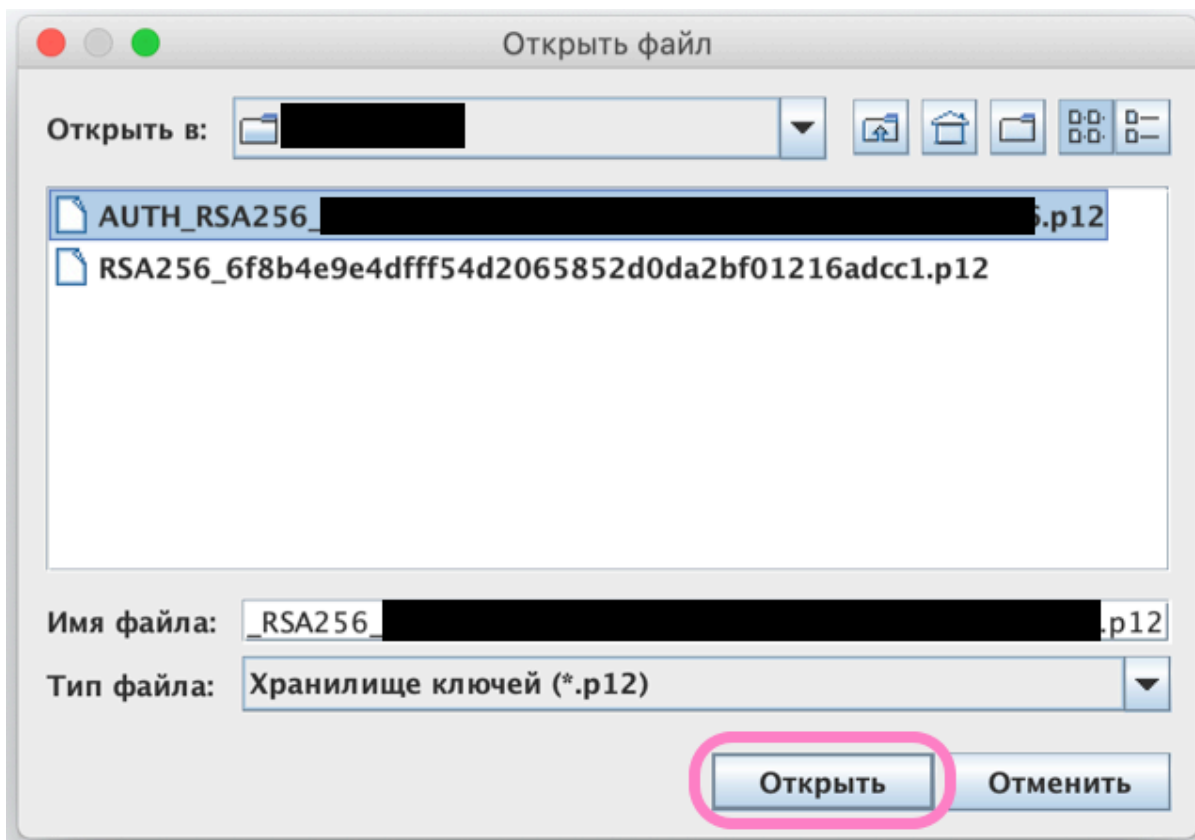 Открыть файл
Открыть в:
AUTH_RSA256_ .p12
RSA256_6f8b4e9e4dfff54d2065852d0da2bf01216adcc1.p12
Имя файла: _RSA256_ .p12
Тип файла: Хранилище ключей (*.p12)
Открыть Отменить